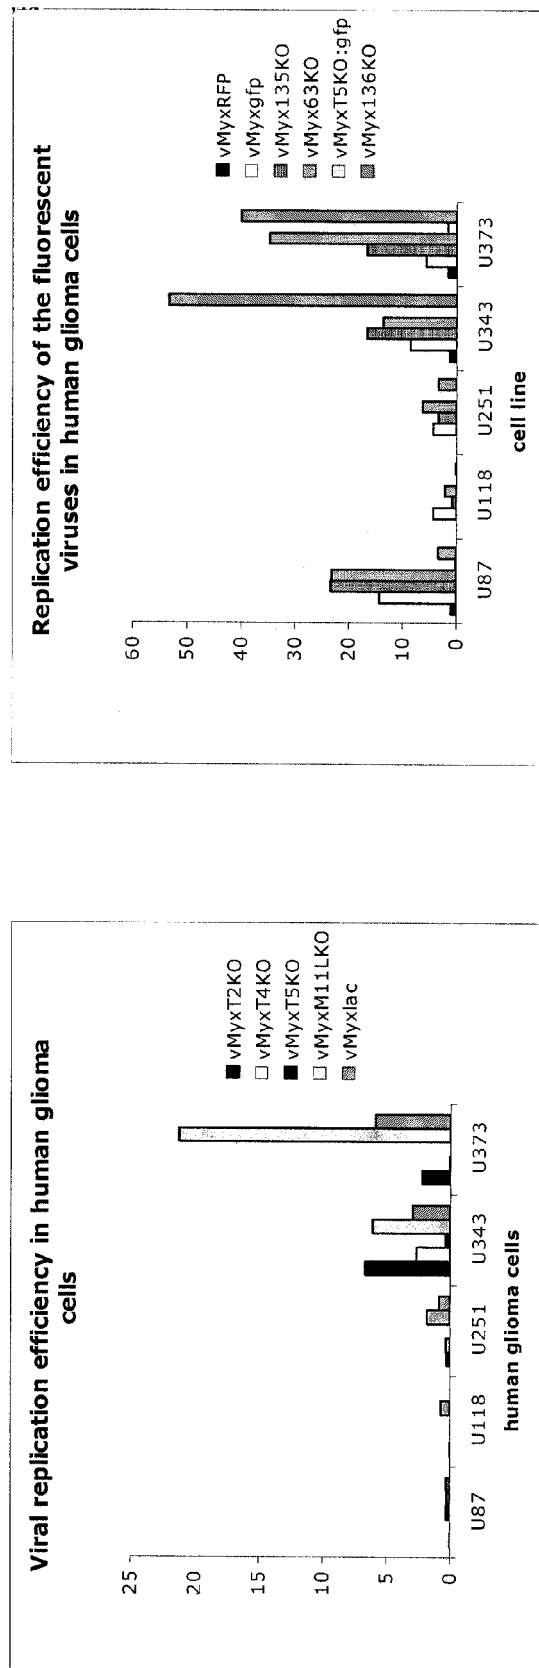 Viral replication efficiency in human glioma
cells
25
20
15
10
5
0
U87
U118
U251
U343
U373
human glioma cells
vMyxT2KO
vMyxT4KO
vMyxT5KO
vMyxM11LKO
vMyxlac
Replication efficiency of the fluorescent
viruses in human glioma cells
60
50
40
30
20
10
0
U87
U118
U251
U343
U373
cell line
vMyxRFP
vMyxgfp
vMyx135KO
vMyx63KO
vMyxT5KO:gfp
vMyx136KO